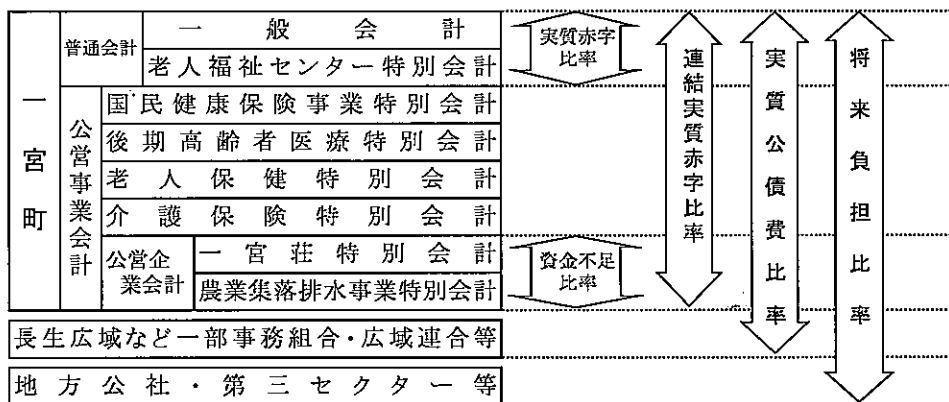 一宮町
普通会計
一般会計
老人福祉センター特別会計
公営事業会計
国民健康保険事業特別会計
後期高齢者医療特別会計
老人保健特別会計
介護保険特別会計
公営企
業会計
一宮荘特別会計
農業集落排水事業特別会計
長生広域など一部事務組合・広域連合等
地方公社・第三セクター等
実質赤字
比率
資金不足
比率
連結実質赤字比率
実質公債費比率
将来負担比率